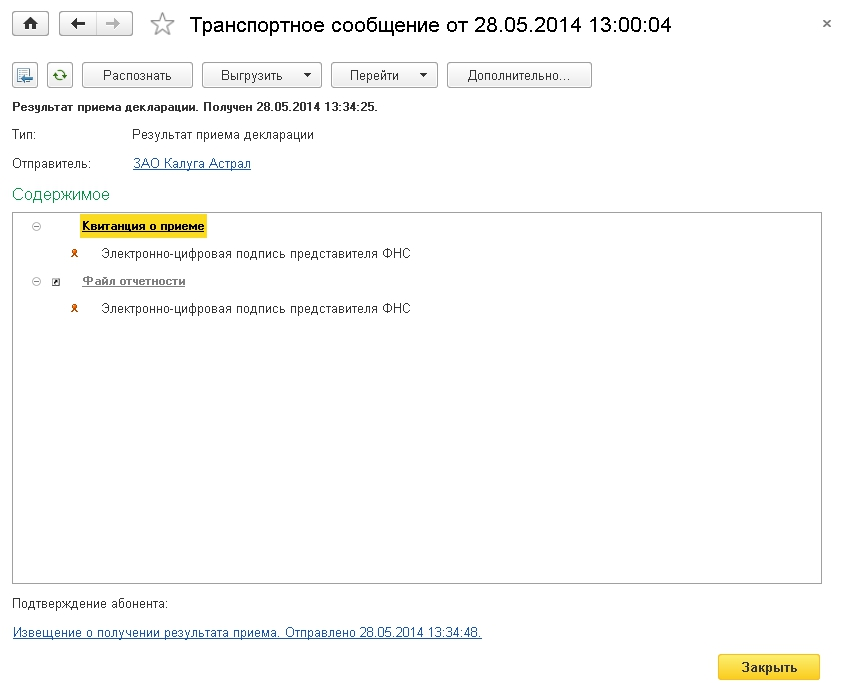 Транспортное сообщение от 28.05.2014 13:00:04
Распознать Выгрузить Перейти Дополнительно...
Результат приема декларации. Получен 28.05.2014 13:34:25.
Тип: Результат приема декларации
Отправитель: ЗАО Калуга Астрал
Содержимое
Квитанция о приеме
Электронно-цифровая подпись представителя ФНС
Файл отчетности
Электронно-цифровая подпись представителя ФНС
Подтверждение абонента:
Извещение о получении результата приема. Отправлено 28.05.2014 13:34:48.
Закрыть